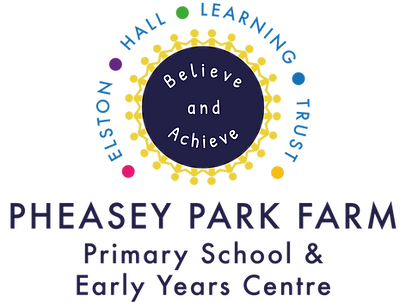 ELSTON HALL LEARNING TRUST
Believe
and
Achieve
PHEASEY PARK FARM
Primary School &
Early Years Centre